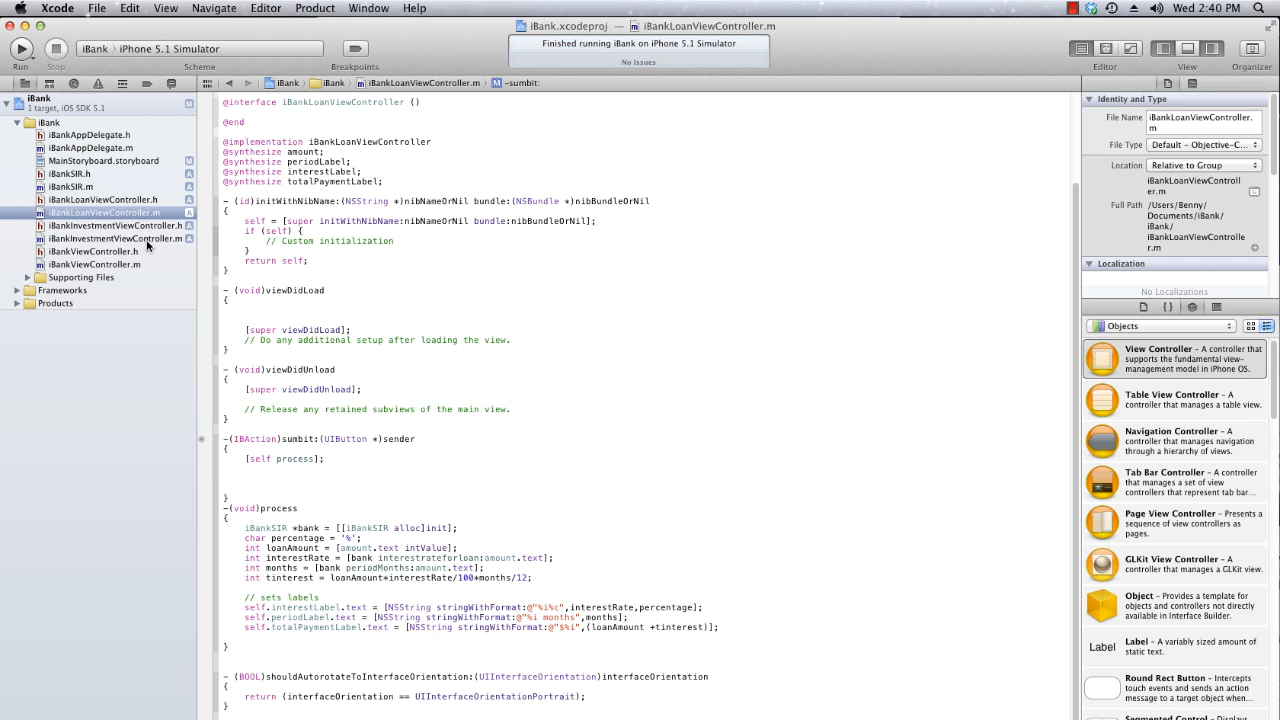 Xcode File Edit View Navigate Editor Product Window Help Wed 2:40 PM
iBank.xcodeproj — iBankLoanViewController.m
iBank iPhone 5.1 Simulator
Finished running iBank on iPhone 5.1 Simulator
No Issues
Run Stop Scheme Breakpoints Editor View Organizer
iBank iBank iBankLoanViewController.m M -sumbit:
iBank M
1 target, iOS SDK 5.1
iBank
iBankAppDelegate.h
iBankAppDelegate.m
MainStoryboard.storyboard M
iBankSIR.h A
iBankSIR.m A
iBankLoanViewController.h A
iBankLoanViewController.m A
iBankInvestmentViewController.h A
iBankInvestmentViewController.m A
iBankViewController.h
iBankViewController.m
Supporting Files
Frameworks
Products
@interface iBankLoanViewController ()
@end
@implementation iBankLoanViewController
@synthesize amount;
@synthesize periodLabel;
@synthesize interestLabel;
@synthesize totalPaymentLabel;
- (id)initWithNibName:(NSString *)nibNameOrNil bundle:(NSBundle *)nibBundleOrNil
{
self = [super initWithNibName:nibNameOrNil bundle:nibBundleOrNil];
if (self) {
// Custom initialization
}
return self;
}
- (void)viewDidLoad
{
[super viewDidLoad];
// Do any additional setup after loading the view.
}
- (void)viewDidUnload
{
[super viewDidUnload];
// Release any retained subviews of the main view.
}
-(IBAction)sumbit:(UIButton *)sender
{
[self process];
}
-(void)process
{
iBankSIR *bank = [[iBankSIR alloc]init];
char percentage = '%';
int loanAmount = [amount.text intValue];
int interestRate = [bank interestrateforloan:amount.text];
int months = [bank periodMonths:amount.text];
int tinterest = loanAmount*interestRate/100*months/12;
// sets labels
self.interestLabel.text = [NSString stringWithFormat:@"%i%c",interestRate,percentage];
self.periodLabel.text = [NSString stringWithFormat:@"%i months",months];
self.totalPaymentLabel.text = [NSString stringWithFormat:@"$%i",(loanAmount +tinterest)];
}
- (BOOL)shouldAutorotateToInterfaceOrientation:(UIInterfaceOrientation)interfaceOrientation
{
return (interfaceOrientation == UIInterfaceOrientationPortrait);
}
Identity and Type
File Name iBankLoanViewController.
m
File Type Default - Objective-C...
Location Relative to Group
iBankLoanViewControll
er.m
Full Path /Users/Benny/
Documents/iBank/
iBank/
iBankLoanViewControlle
r.m
Localization
No Localizations
{ }
Objects
View Controller - A controller that
supports the fundamental view-
management model in iPhone OS.
Table View Controller - A
controller that manages a table view.
Navigation Controller - A
controller that manages navigation
through a hierarchy of views.
Tab Bar Controller - A controller
that manages a set of view
controllers that represent tab bar...
Page View Controller - Presents a
sequence of view controllers as
pages.
GLKit View Controller - A
controller that manages a GLKit view.
Object - Provides a template for
objects and controllers not directly
available in Interface Builder.
Label Label - A variably sized amount of
static text.
Round Rect Button - Intercepts
touch events and sends an action
message to a target object when...
Segmented Control - Displays